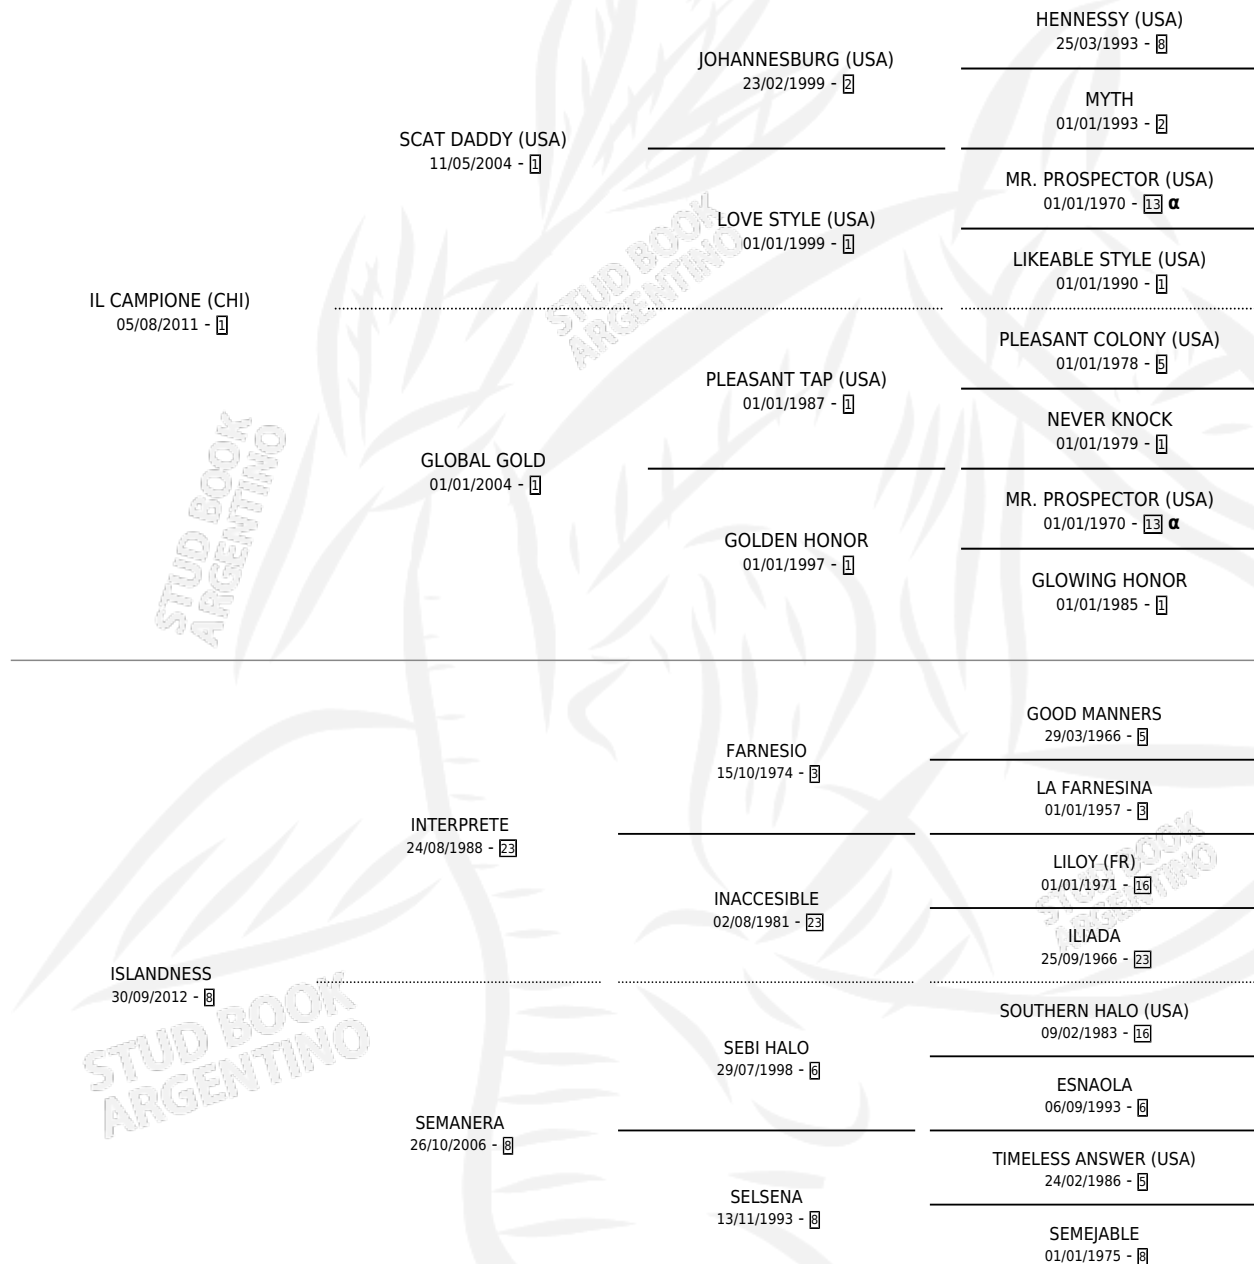 HENNESSY (USA)
25/03/1993 - 8
JOHANNESBURG (USA)
23/02/1999 - 2
MYTH
01/01/1993 - 2
SCAT DADDY (USA)
11/05/2004 - 1
MR. PROSPECTOR (USA)
01/01/1970 - 13 α
LOVE STYLE (USA)
01/01/1999 - 1
LIKEABLE STYLE (USA)
01/01/1990 - 1
IL CAMPIONE (CHI)
05/08/2011 - 1
PLEASANT COLONY (USA)
01/01/1978 - 5
PLEASANT TAP (USA)
01/01/1987 - 1
NEVER KNOCK
01/01/1979 - 1
GLOBAL GOLD
01/01/2004 - 1
MR. PROSPECTOR (USA)
01/01/1970 - 13 α
GOLDEN HONOR
01/01/1997 - 1
GLOWING HONOR
01/01/1985 - 1
GOOD MANNERS
29/03/1966 - 5
FARNESIO
15/10/1974 - 3
LA FARNESINA
01/01/1957 - 3
INTERPRETE
24/08/1988 - 23
LILOY (FR)
01/01/1971 - 16
INACCESIBLE
02/08/1981 - 23
ILIADA
25/09/1966 - 23
ISLANDNESS
30/09/2012 - 8
SOUTHERN HALO (USA)
09/02/1983 - 16
SEBI HALO
29/07/1998 - 6
ESNAOLA
06/09/1993 - 6
SEMANERA
26/10/2006 - 8
TIMELESS ANSWER (USA)
24/02/1986 - 5
SELSENA
13/11/1993 - 8
SEMEJABLE
01/01/1975 - 8
STUD BOOK
ARGENTINO
STUD BOOK
ARGENTINO
STUD BOOK
ARGENTINO
STUD BOOK
ARGENTINO